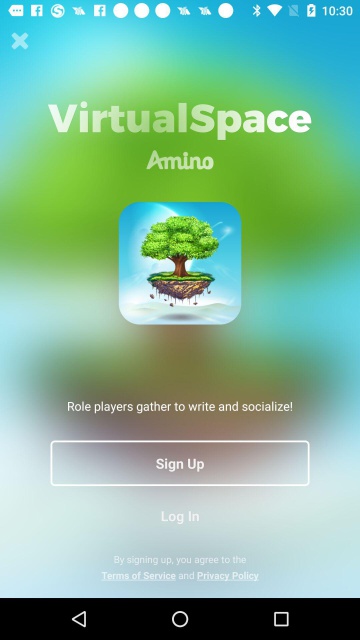 10:30
VirtualSpace
Amino
Role players gather to write and socialize!
Sign Up
Log In
By signing up, you agree to the
Terms of Service and Privacy Policy